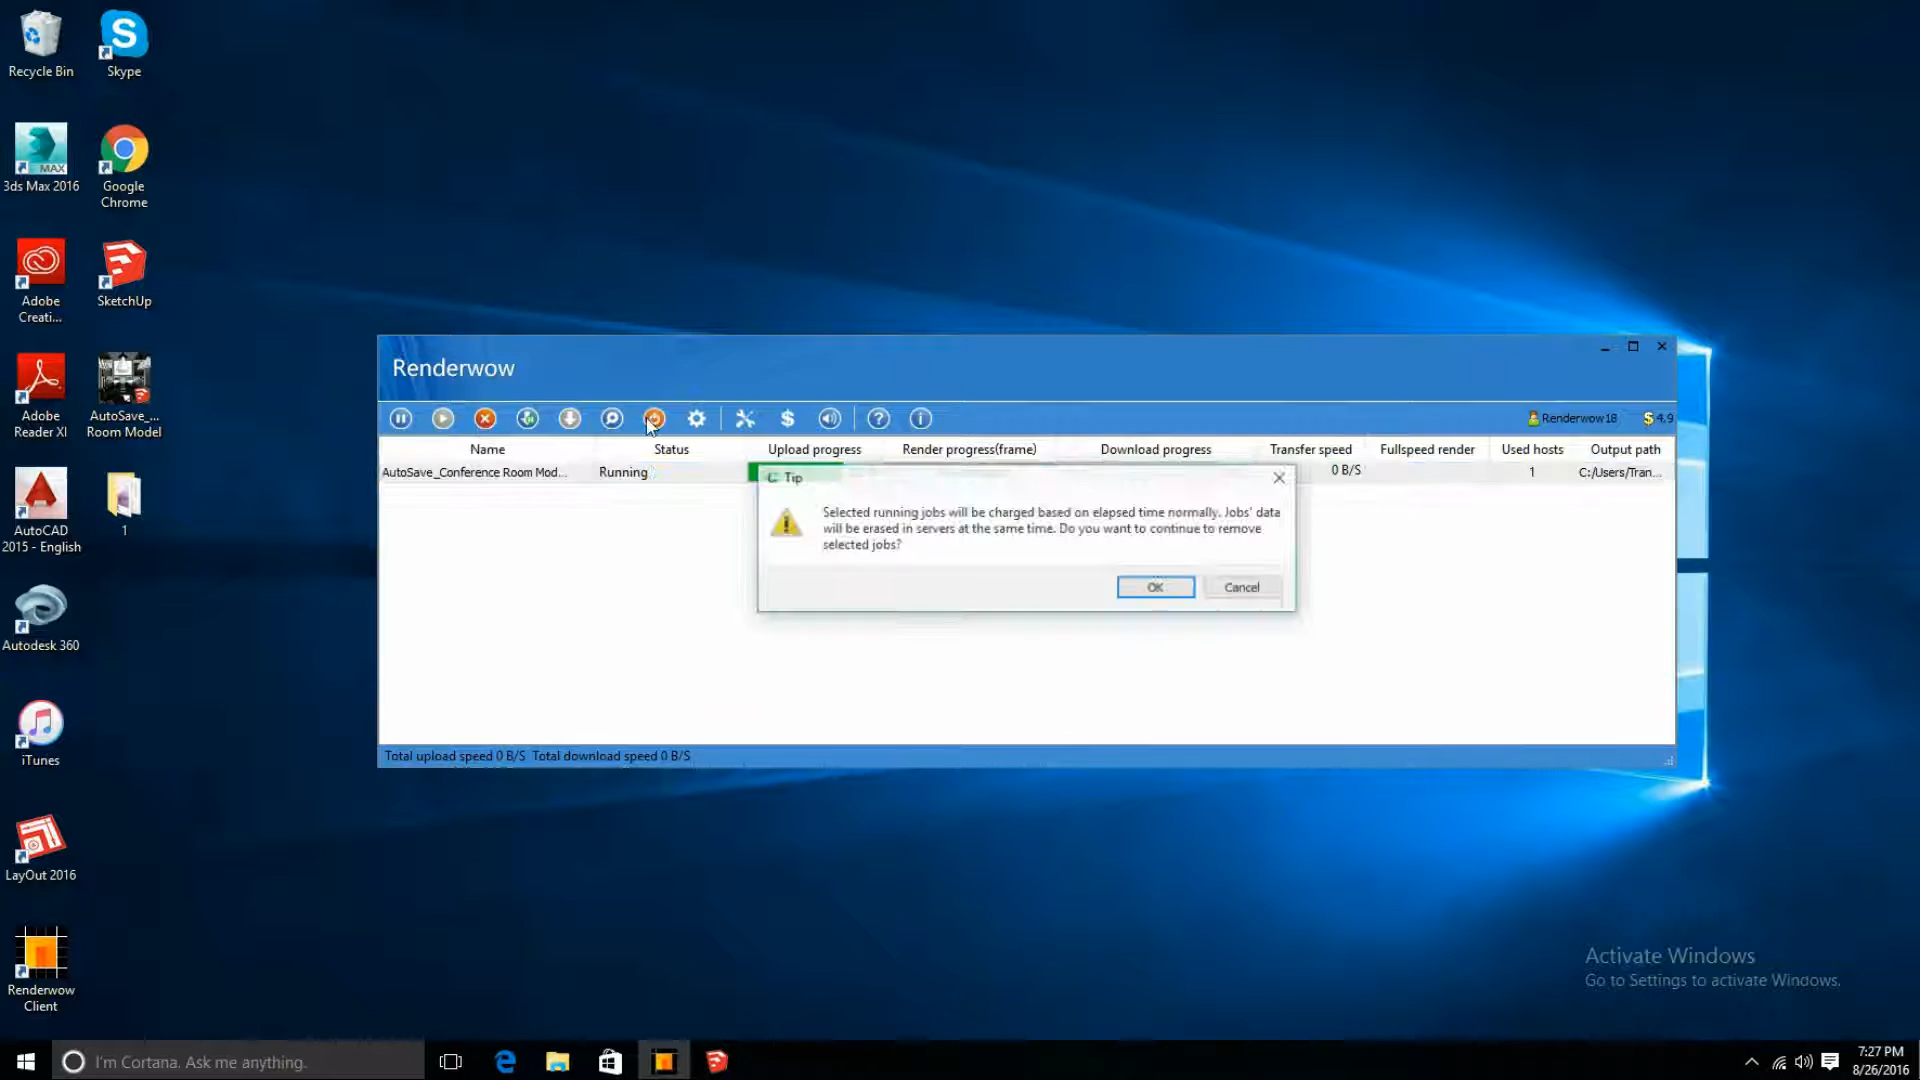 Recycle Bin
Skype
3ds Max 2016
Google
Chrome
Adobe
Creati...
SketchUp
Adobe
Reader XI
AutoSave_...
Room Model
AutoCAD
2015 - English
1
Autodesk 360
iTunes
LayOut 2016
Renderwow
Client
MAX
Renderwow
Renderwow18
$ 4.9
Name
Status
Upload progress
Render progress(frame)
Download progress
Transfer speed
Fullspeed render
Used hosts
Output path
AutoSave_Conference Room Mod...
Running
0 B/S
1
C:/Users/Tran...
Tip
Selected running jobs will be charged based on elapsed time normally. Jobs' data
will be erased in servers at the same time. Do you want to continue to remove
selected jobs?
OK
Cancel
Total upload speed 0 B/S Total download speed 0 B/S
Activate Windows
Go to Settings to activate Windows.
I'm Cortana. Ask me anything.
7:27 PM
8/26/2016